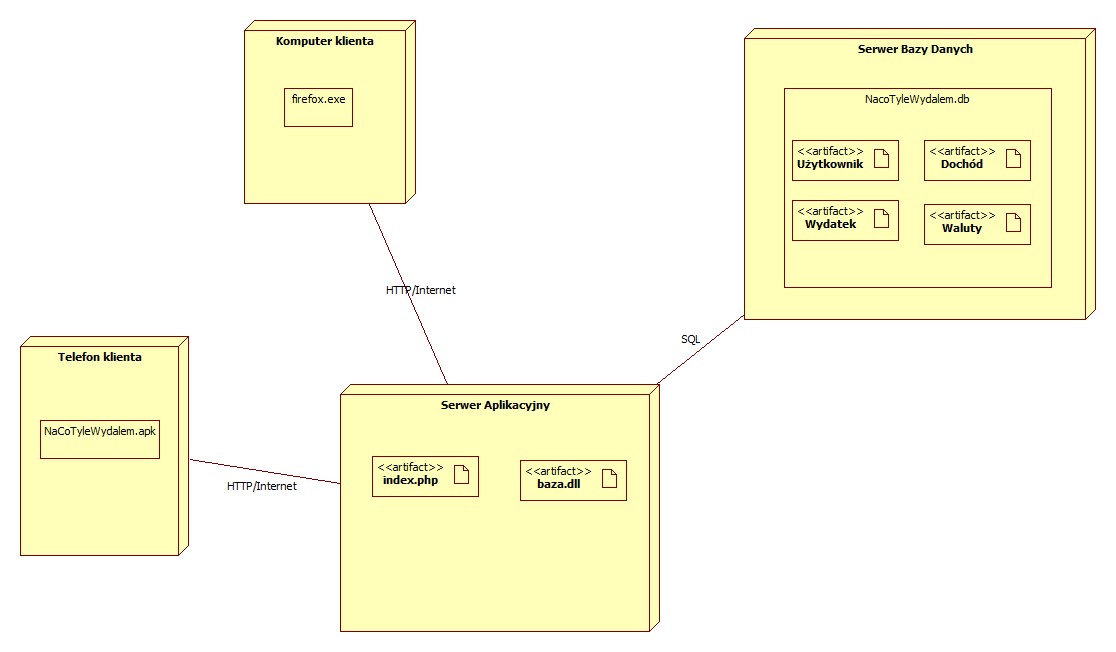 Komputer klienta
firefox.exe
Serwer Bazy Danych
NacoTyleWydalem.db
<<artifact>>
Użytkownik
<<artifact>>
Dochód
<<artifact>>
Wydatek
<<artifact>>
Waluty
HTTP/Internet
SQL
Telefon klienta
NaCoTyleWydalem.apk
HTTP/Internet
Serwer Aplikacyjny
<<artifact>>
index.php
<<artifact>>
baza.dll